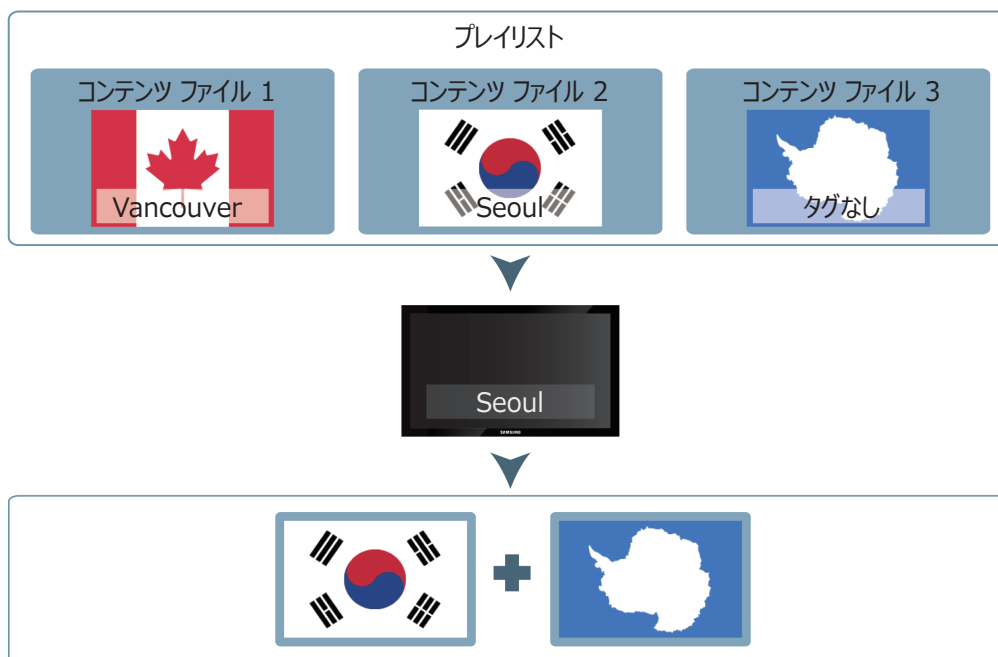 プレイリスト
コンテンツ ファイル 1
コンテンツ ファイル 2
コンテンツ ファイル 3
Vancouver
Seoul
タグなし
Seoul
SAMSUNG